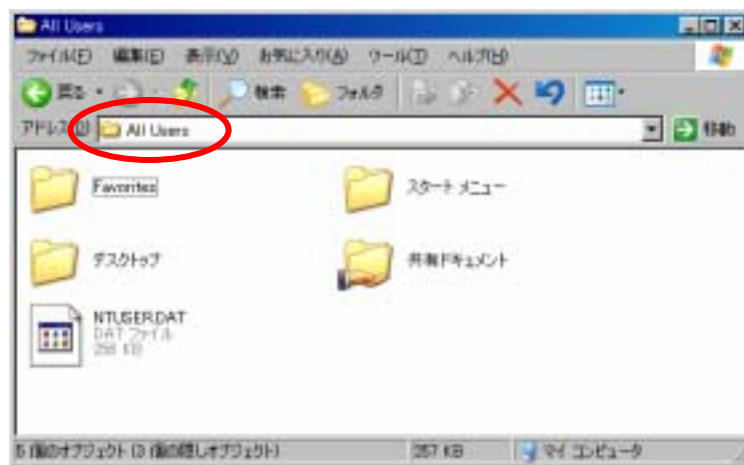 All Users
ファイル(F) 編集(E) 表示(V) お気に入り(A) ツール(T) ヘルプ(H)
戻る 検索 フォルダ
アドレス(D) All Users 移動
Favorites スタート メニュー
デスクトップ 共有ドキュメント
NTUSER.DAT
DAT ファイル
256 KB
5 個のオブジェクト (3 個の隠しオブジェクト) 257 KB マイ コンピュータ